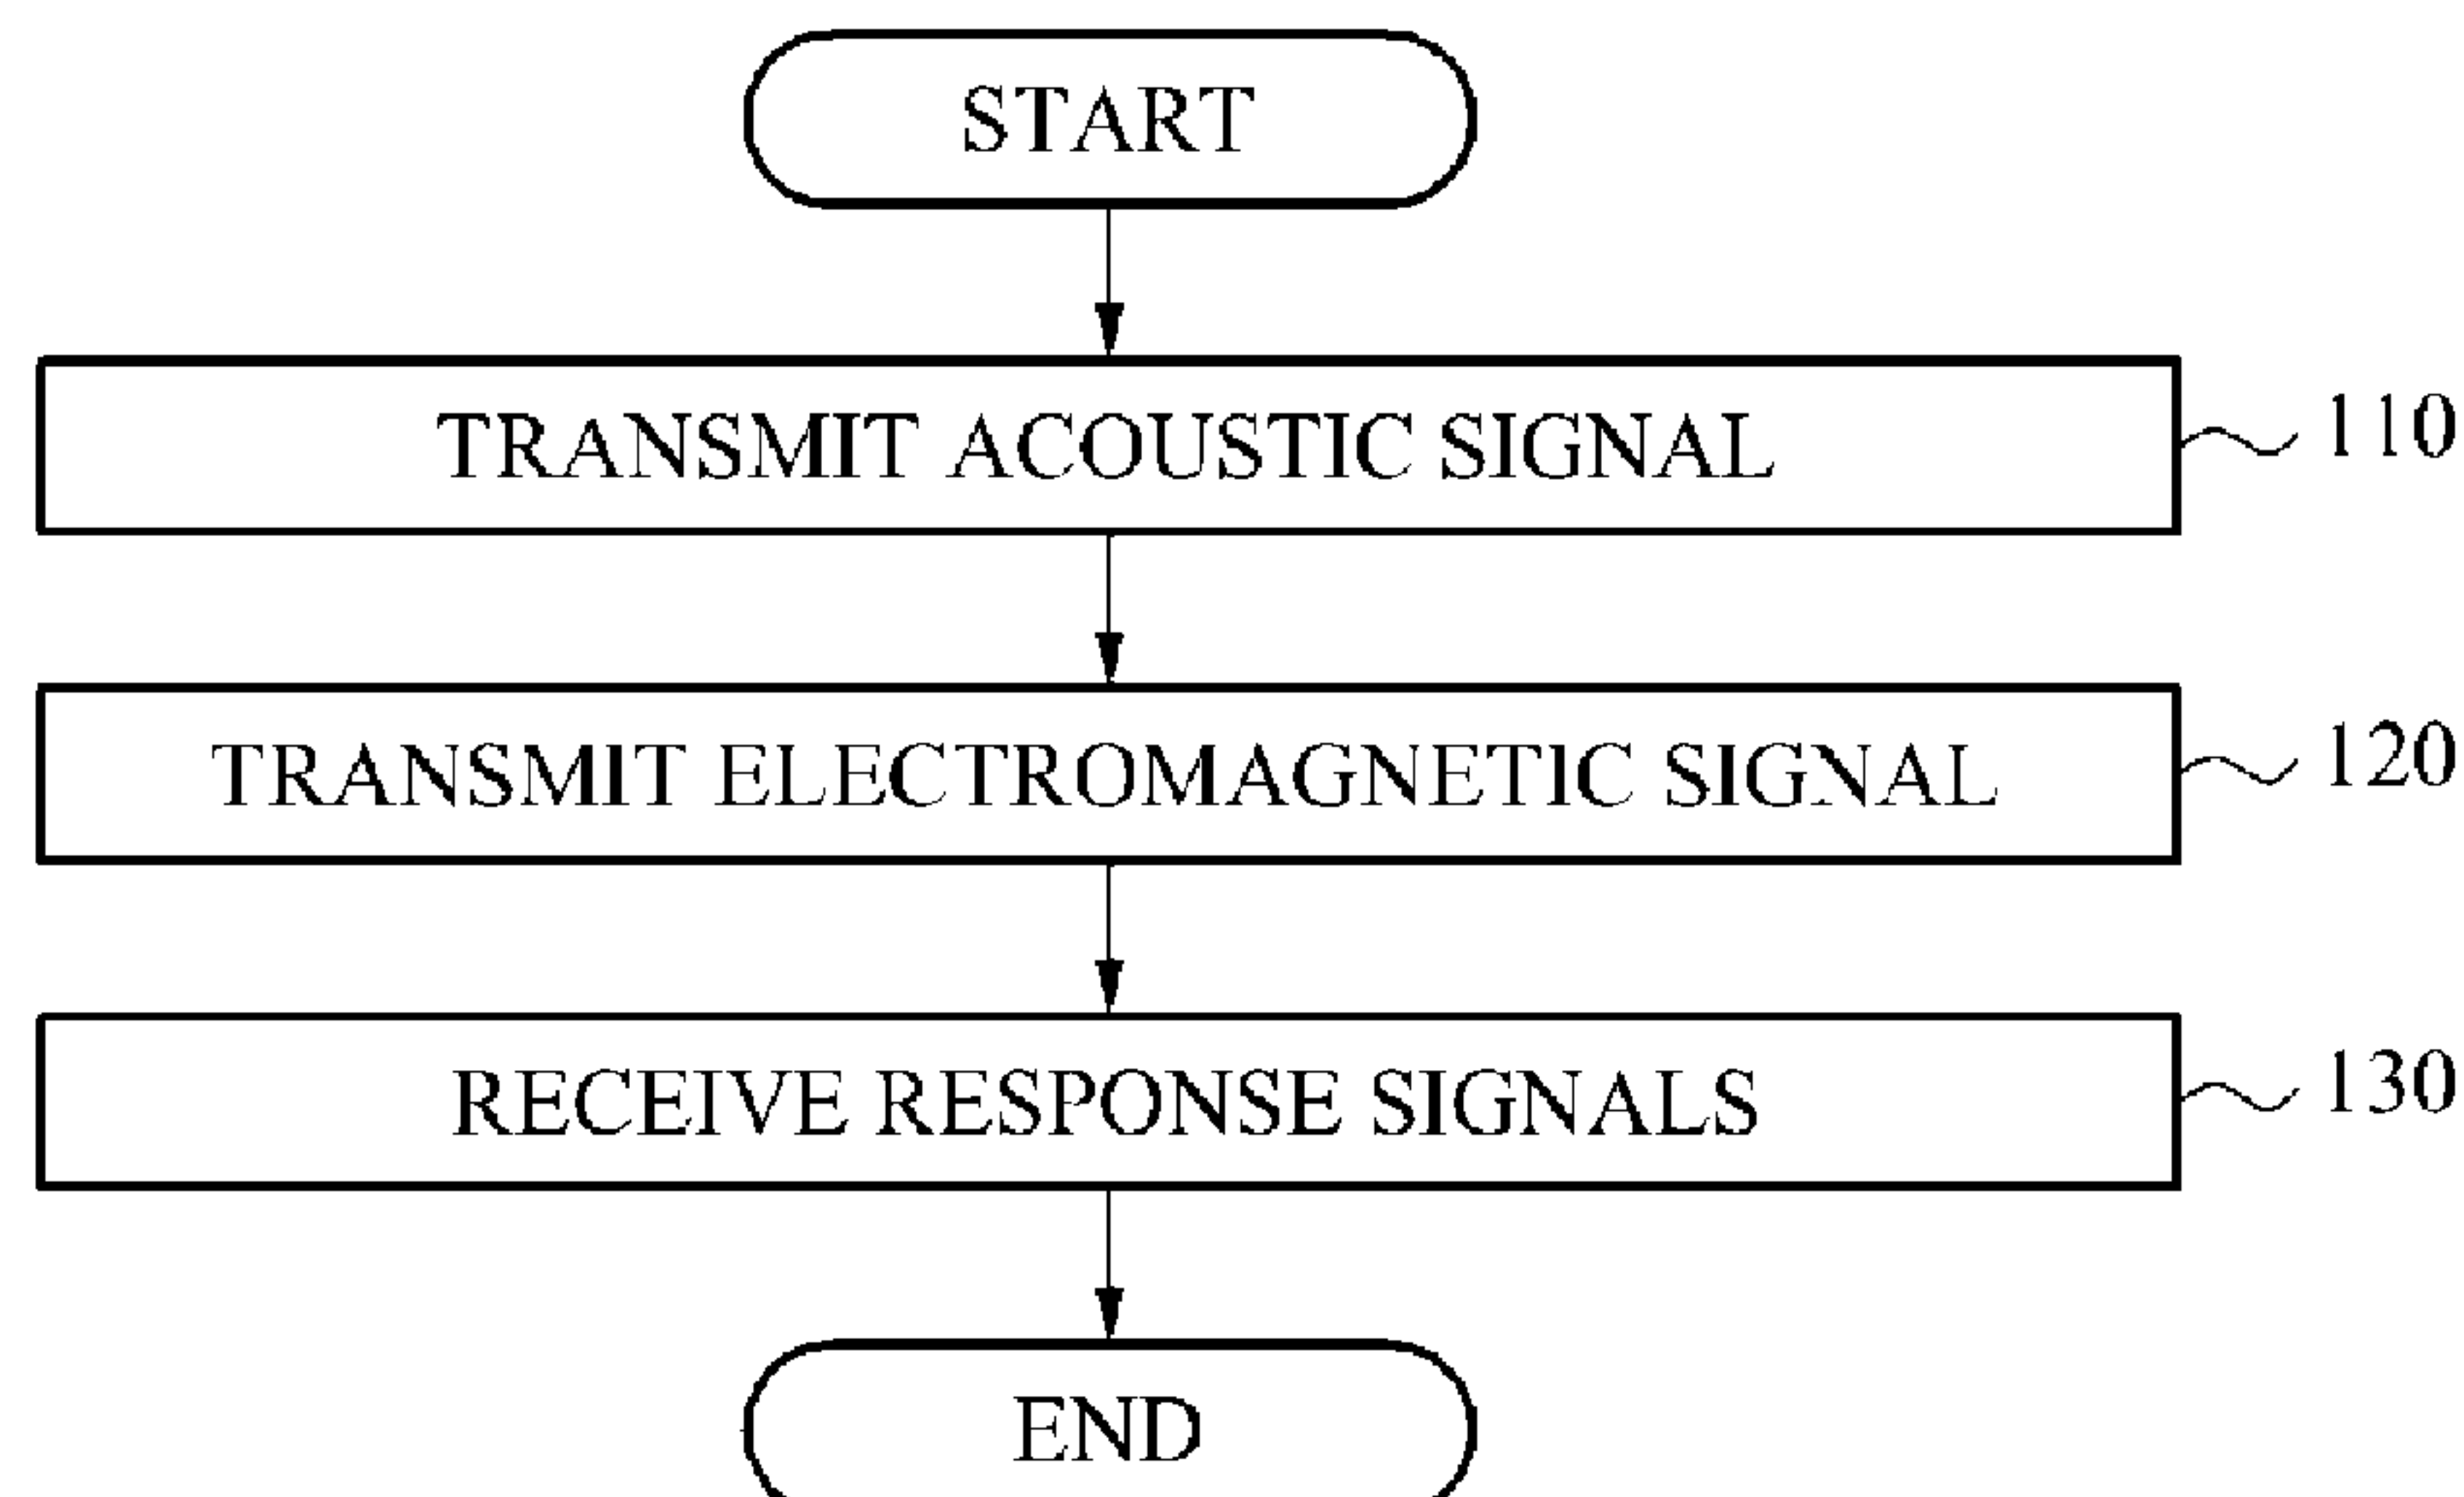 START
TRANSMIT ACOUSTIC SIGNAL
110
TRANSMIT ELECTROMAGNETIC SIGNAL
120
RECEIVE RESPONSE SIGNALS
130
END